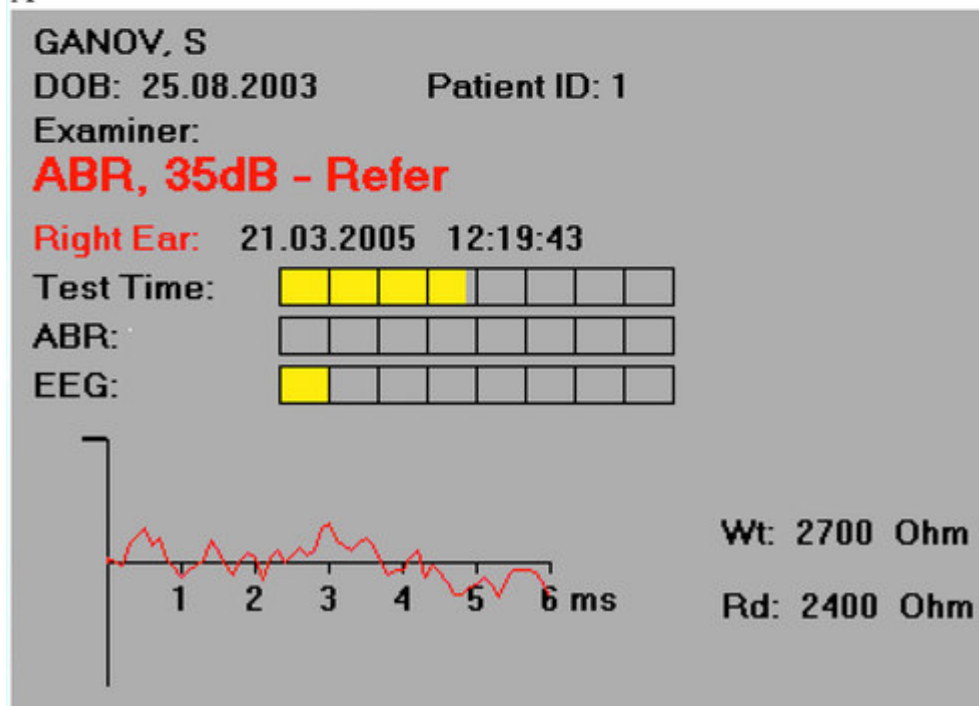 GANOV, S
DOB: 25.08.2003 Patient ID: 1
Examiner:
ABR, 35dB - Refer
Right Ear: 21.03.2005 12:19:43
Test Time:
ABR:
EEG:
Wt: 2700 Ohm
1 2 3 4 5 6 ms
Rd: 2400 Ohm